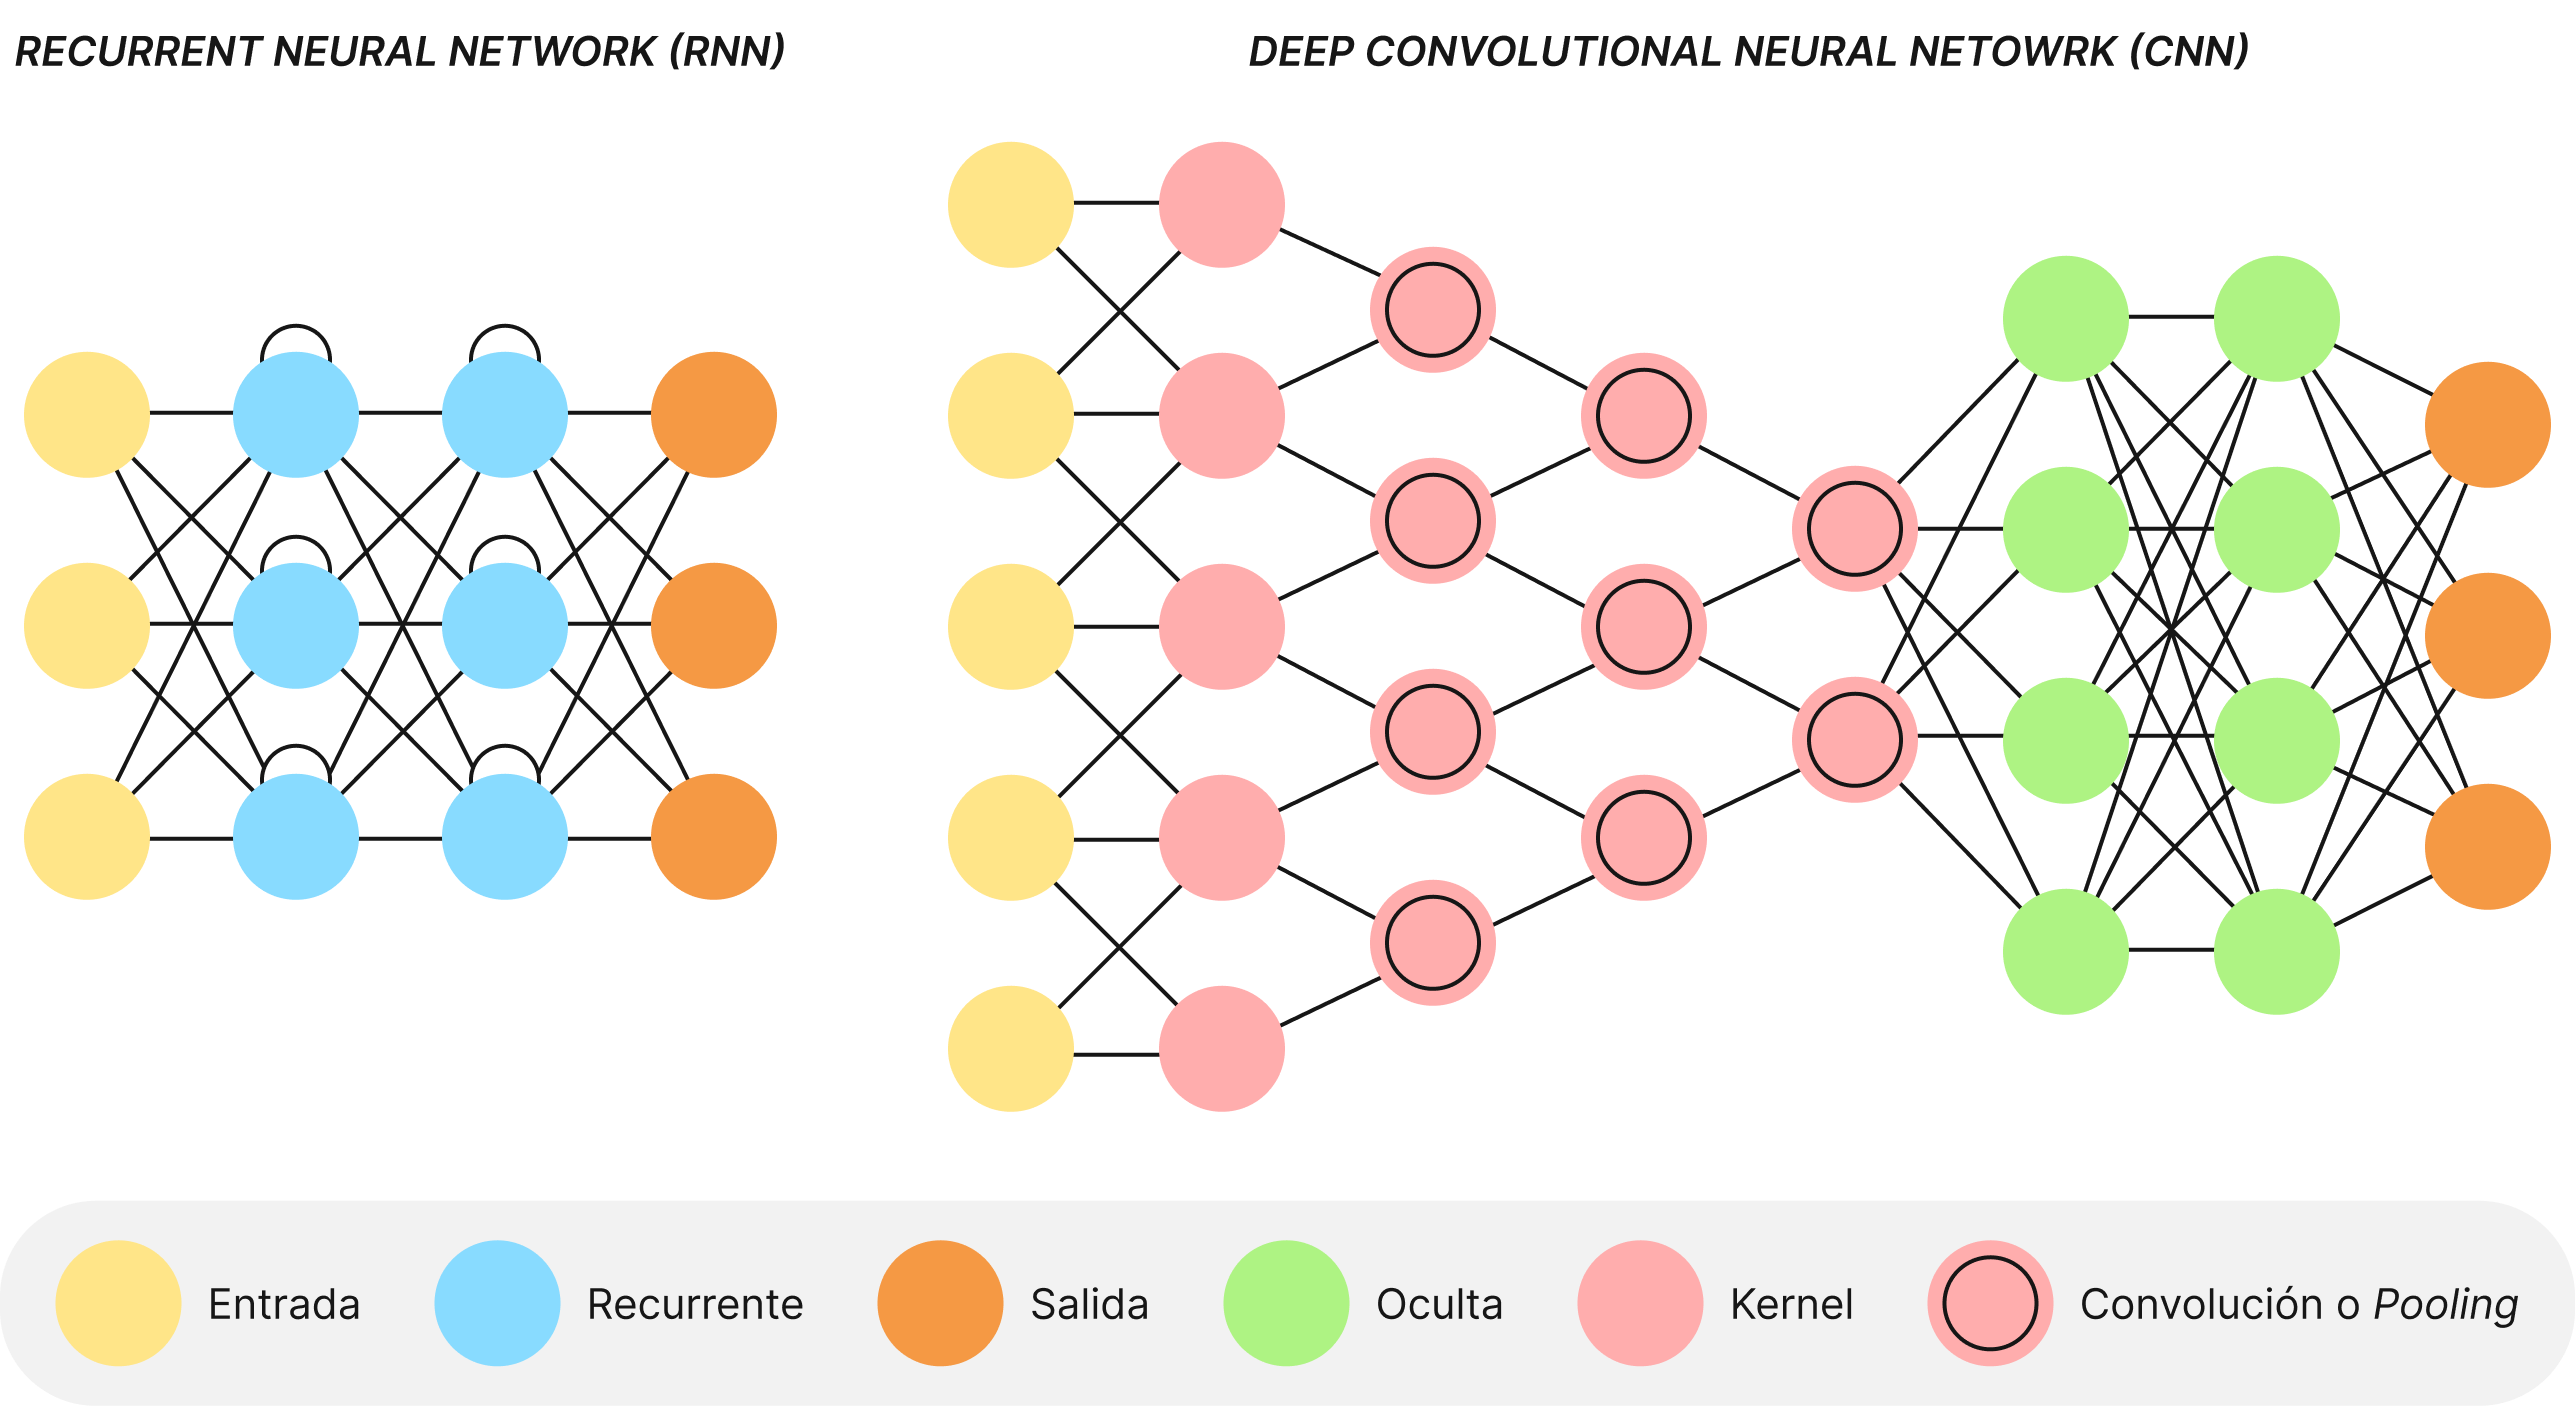 RECURRENT NEURAL NETWORK (RNN)
DEEP CONVOLUTIONAL NEURAL NETOWRK (CNN)
Entrada
Recurrente
Salida
Oculta
Kernel
Convolución o Pooling